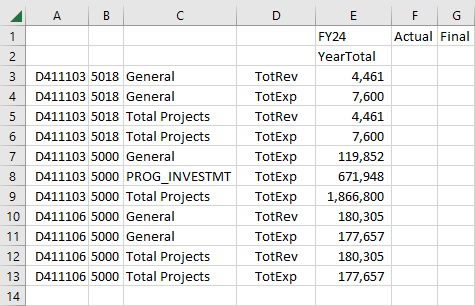 A B C D E F G
1 FY24 Actual Final
2 YearTotal
3 D411103 5018 General TotRev 4,461
4 D411103 5018 General TotExp 7,600
5 D411103 5018 Total Projects TotRev 4,461
6 D411103 5018 Total Projects TotExp 7,600
7 D411103 5000 General TotExp 119,852
8 D411103 5000 PROG_INVESTMT TotExp 671,948
9 D411103 5000 Total Projects TotExp 1,866,800
10 D411106 5000 General TotRev 180,305
11 D411106 5000 General TotExp 177,657
12 D411106 5000 Total Projects TotRev 180,305
13 D411106 5000 Total Projects TotExp 177,657
14